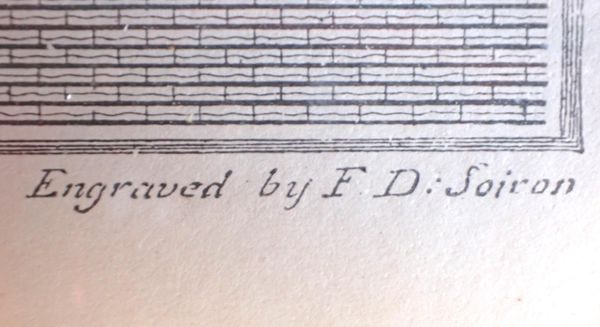 Engraved by F. D: Soiron